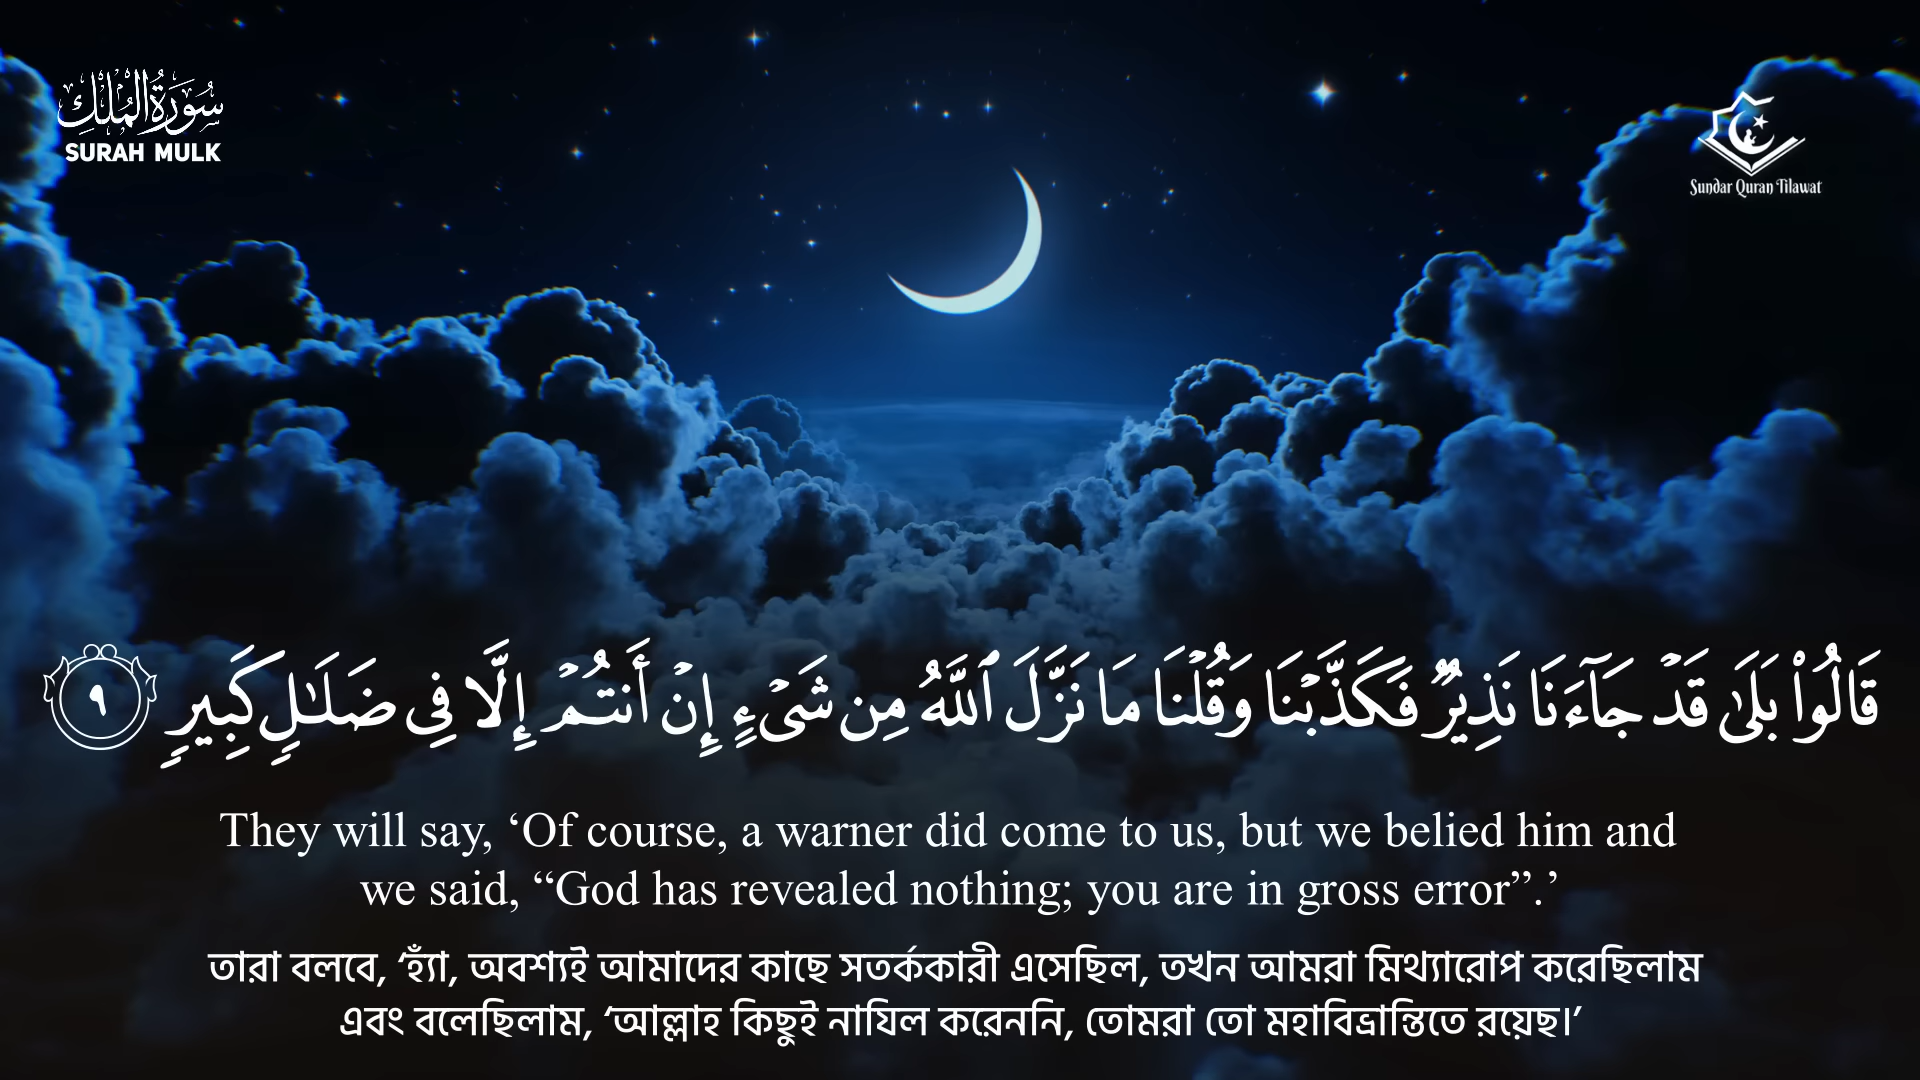 سُورَةُ الْمُلْكِ
SURAH MULK
Sundar Quran Tilawat
قَالُوا۟ بَلَىٰ قَدْ جَآءَنَا نَذِيرٌ فَكَذَّبْنَا وَقُلْنَا مَا نَزَّلَ ٱللَّهُ مِن شَىْءٍ إِنْ أَنتُمْ إِلَّا فِى ضَلَـٰلٍ كَبِيرٍ ٩
They will say, ‘Of course, a warner did come to us, but we belied him and
we said, “God has revealed nothing; you are in gross error”.’
তারা বলবে, ‘হ্যাঁ, অবশ্যই আমাদের কাছে সতর্ককারী এসেছিল, তখন আমরা মিথ্যারোপ করেছিলাম
এবং বলেছিলাম, ‘আল্লাহ কিছুই নাযিল করেননি, তোমরা তো মহাবিভ্রান্তিতে রয়েছ।’